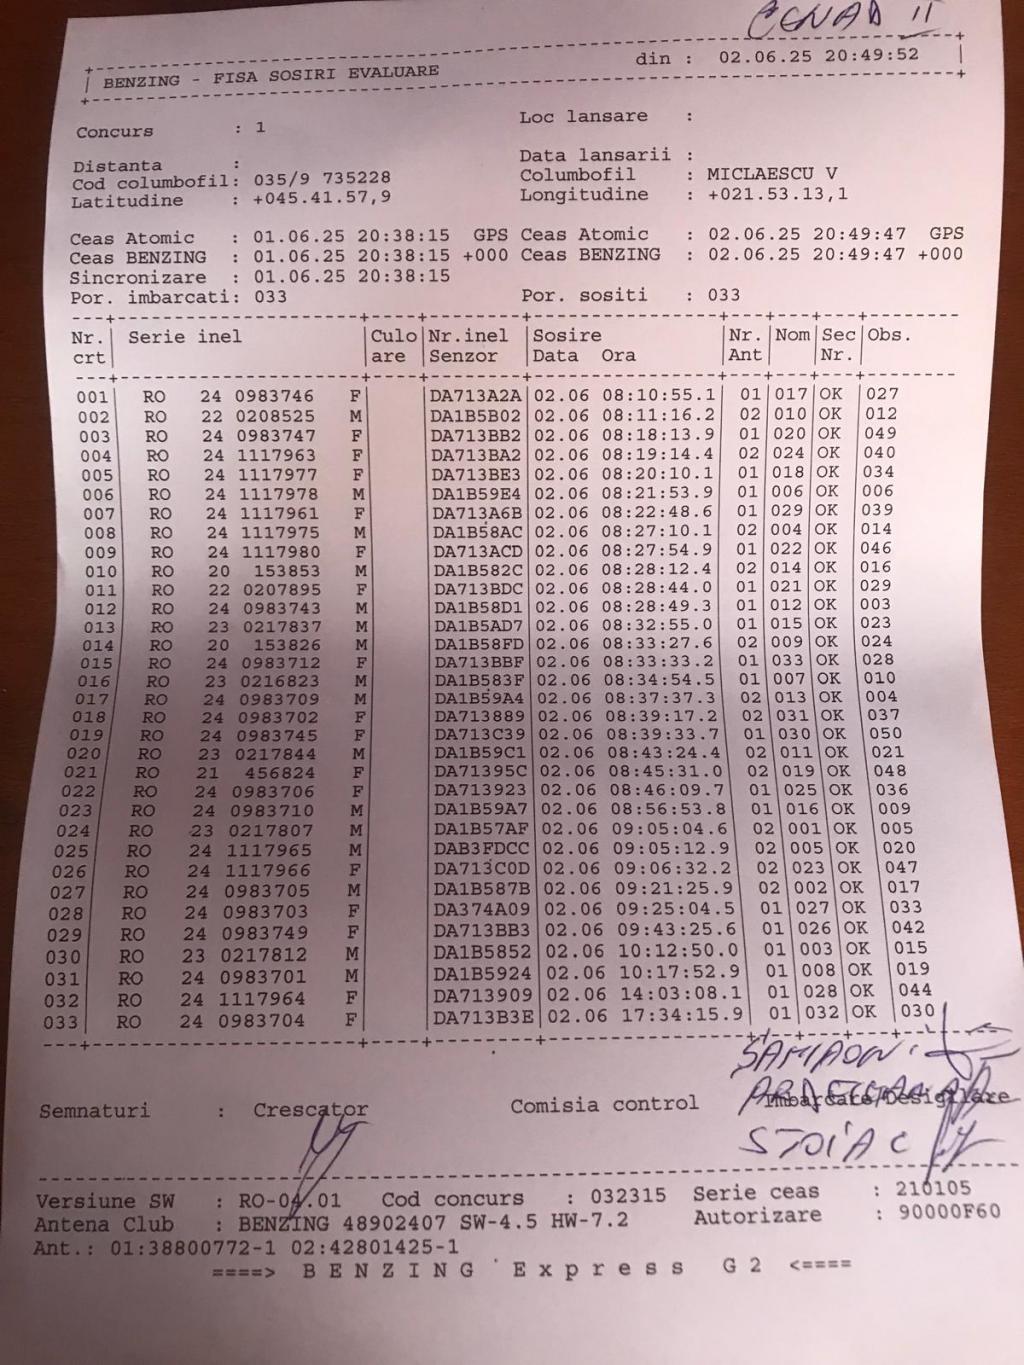 CENAD II
BENZING - FISA SOSIRI EVALUARE din : 02.06.25 20:49:52
Concurs : 1 Loc lansare :
Distanta : Data lansarii :
Cod columbofil: 035/9 735228 Columbofil : MICLAESCU V
Latitudine : +045.41.57,9 Longitudine : +021.53.13,1
Ceas Atomic : 01.06.25 20:38:15 GPS Ceas Atomic : 02.06.25 20:49:47 GPS
Ceas BENZING : 01.06.25 20:38:15 +000 Ceas BENZING : 02.06.25 20:49:47 +000
Sincronizare : 01.06.25 20:38:15
Por. imbarcati: 033 Por. sositi : 033
Nr. Serie inel Culo Nr.inel Sosire Nr. Nom Sec Obs.
crt are Senzor Data Ora Ant Nr.
001 RO 24 0983746 F DA713A2A 02.06 08:10:55.1 01 017 OK 027
002 RO 22 0208525 M DA1B5B02 02.06 08:11:16.2 02 010 OK 012
003 RO 24 0983747 F DA713BB2 02.06 08:18:13.9 01 020 OK 049
004 RO 24 1117963 F DA713BA2 02.06 08:19:14.4 02 024 OK 040
005 RO 24 1117977 F DA713BE3 02.06 08:20:10.1 01 018 OK 034
006 RO 24 1117978 M DA1B59E4 02.06 08:21:53.9 01 006 OK 006
007 RO 24 1117961 F DA713A6B 02.06 08:22:48.6 01 029 OK 039
008 RO 24 1117975 M DA1B58AC 02.06 08:27:10.1 02 004 OK 014
009 RO 24 1117980 F DA713ACD 02.06 08:27:54.9 01 022 OK 046
010 RO 20 153853 M DA1B582C 02.06 08:28:12.4 02 014 OK 016
011 RO 22 0207895 F DA713BDC 02.06 08:28:44.0 01 021 OK 029
012 RO 24 0983743 M DA1B58D1 02.06 08:28:49.3 01 012 OK 003
013 RO 23 0217837 M DA1B5AD7 02.06 08:32:55.0 01 015 OK 023
014 RO 20 153826 M DA1B58FD 02.06 08:33:27.6 02 009 OK 024
015 RO 24 0983712 F DA713BBF 02.06 08:33:33.2 01 033 OK 028
016 RO 23 0216823 M DA1B583F 02.06 08:34:54.5 01 007 OK 010
017 RO 24 0983709 M DA1B59A4 02.06 08:37:37.3 02 013 OK 004
018 RO 24 0983702 F DA713889 02.06 08:39:17.2 02 031 OK 037
019 RO 24 0983745 F DA713C39 02.06 08:39:33.7 01 030 OK 050
020 RO 23 0217844 M DA1B59C1 02.06 08:43:24.4 02 011 OK 021
021 RO 21 456824 F DA71395C 02.06 08:45:31.0 02 019 OK 048
022 RO 24 0983706 F DA713923 02.06 08:46:09.7 01 025 OK 036
023 RO 24 0983710 M DA1B59A7 02.06 08:56:53.8 01 016 OK 009
024 RO 23 0217807 M DA1B57AF 02.06 09:05:04.6 02 001 OK 005
025 RO 24 1117965 M DAB3FDCC 02.06 09:05:12.9 02 005 OK 020
026 RO 24 1117966 F DA713C0D 02.06 09:06:32.2 02 023 OK 047
027 RO 24 0983705 M DA1B587B 02.06 09:21:25.9 02 002 OK 017
028 RO 24 0983703 F DA374A09 02.06 09:25:04.5 01 027 OK 033
029 RO 24 0983749 F DA713BB3 02.06 09:43:25.6 01 026 OK 042
030 RO 23 0217812 M DA1B5852 02.06 10:12:50.0 01 003 OK 015
031 RO 24 0983701 M DA1B5924 02.06 10:17:52.9 01 008 OK 019
032 RO 24 1117964 F DA713909 02.06 14:03:08.1 01 028 OK 044
033 RO 24 0983704 F DA713B3E 02.06 17:34:15.9 01 032 OK 030
Semnaturi : Crescator Comisia control Imbarcare/Desigilare
STOIA C
Versiune SW : RO-04.01 Cod concurs : 032315 Serie ceas : 210105
Antena Club : BENZING 48902407 SW-4.5 HW-7.2 Autorizare : 90000F60
Ant.: 01:38800772-1 02:42801425-1
====> B E N Z I N G E x p r e s s G 2 <====